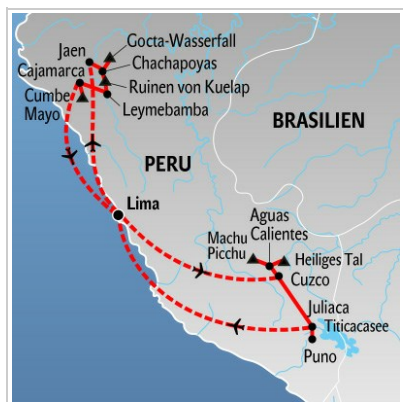 Gocta-Wasserfall
Jaen
Chachapoyas
Cajamarca
Ruinen von Kuelap
Cumbe
Mayo
Leymebamba
BRASILIEN
PERU
Lima
Aguas
Calientes
Machu
Picchu
Heiliges Tal
Cuzco
Juliaca
Titicacasee
Puno